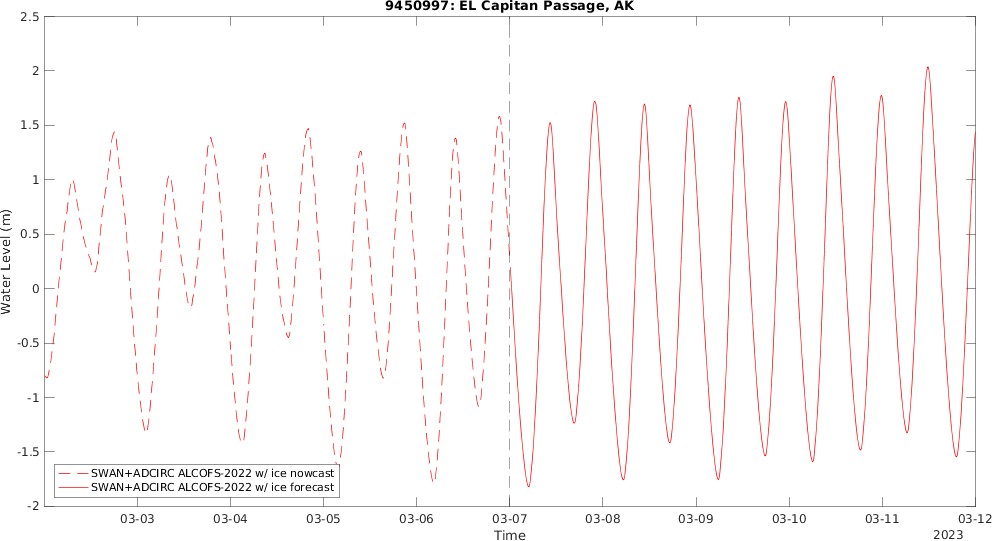 9450997: EL Capitan Passage, AK
2.5
2
1.5
1
0.5
0
-0.5
-1
-1.5
-2
Water Level (m)
SWAN+ADCIRC ALCOFS-2022 w/ ice nowcast
SWAN+ADCIRC ALCOFS-2022 w/ ice forecast
03-03 03-04 03-05 03-06 03-07 03-08 03-09 03-10 03-11 03-12
Time
2023